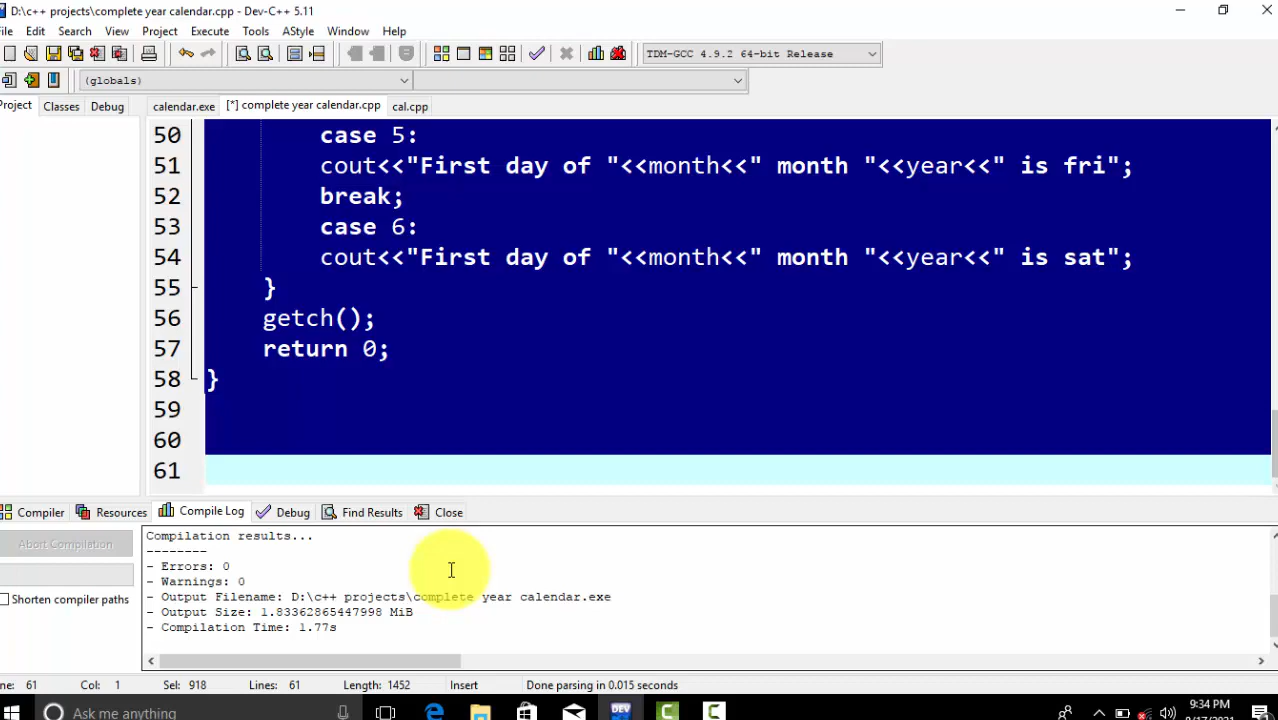 D:\c++ projects\complete year calendar.cpp - Dev-C++ 5.11
File Edit Search View Project Execute Tools AStyle Window Help
TDM-GCC 4.9.2 64-bit Release
(globals)
Project Classes Debug calendar.exe [*] complete year calendar.cpp cal.cpp
50 case 5:
51 cout<<"First day of "<<month<<" month "<<year<<" is fri";
52 break;
53 case 6:
54 cout<<"First day of "<<month<<" month "<<year<<" is sat";
55 }
56 getch();
57 return 0;
58 }
59
60
61
Compiler Resources Compile Log Debug Find Results Close
Abort Compilation
Shorten compiler paths
Compilation results...
--------
- Errors: 0
- Warnings: 0
- Output Filename: D:\c++ projects\complete year calendar.exe
- Output Size: 1.83362865447998 MiB
- Compilation Time: 1.77s
ne: 61 Col: 1 Sel: 918 Lines: 61 Length: 1452 Insert Done parsing in 0.015 seconds
Ask me anything
DEV
9:34 PM